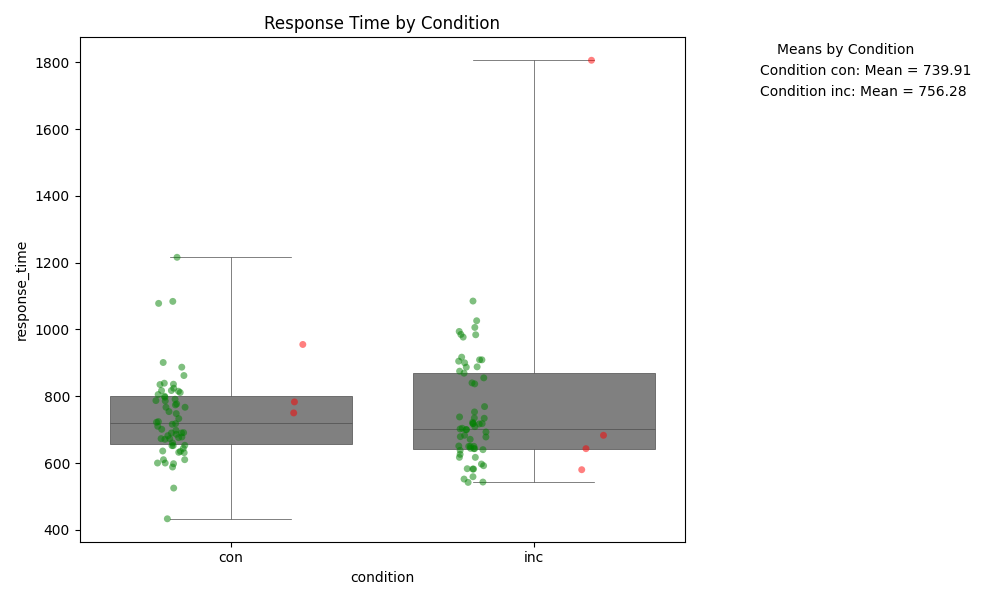 Response Time by Condition
Means by Condition
Condition con: Mean = 739.91
Condition inc: Mean = 756.28
response_time
1800
1600
1400
1200
1000
800
600
400
con
inc
condition